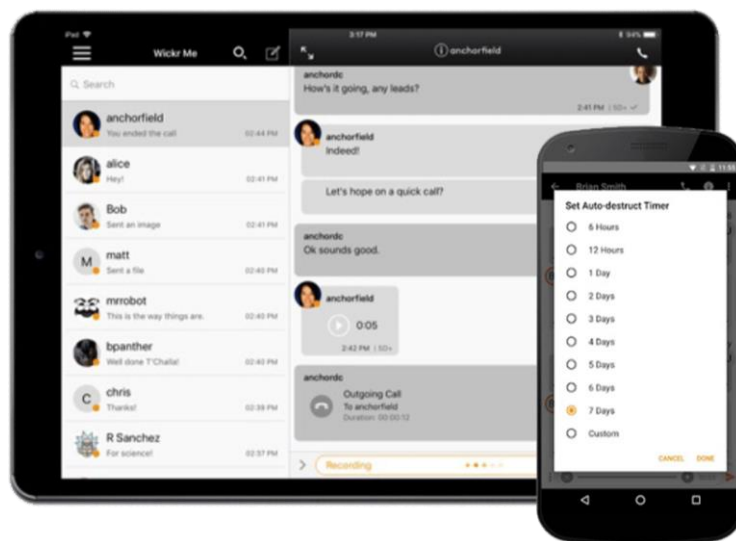 iPad
Wickr Me
3:17 PM
94%
anchorfield
Search
anchorfield
You ended the call
02:44 PM
alice
Hey!
02:41 PM
Bob
Sent an image
02:41 PM
M
matt
Sent a file
02:40 PM
mrrobot
This is the way things are.
02:40 PM
bpanther
Well done T'Challa!
02:40 PM
C
chris
Thanks!
02:39 PM
R Sanchez
For science!
02:37 PM
anchordc
How's it going, any leads?
2:41 PM | 5D+
anchorfield
Indeed!
Let's hope on a quick call?
anchordc
Ok sounds good.
anchorfield
0:05
2:42 PM | 5D+
anchordc
Outgoing Call
To anchorfield
Duration: 00:00:12
Recording
11:55
Brian Smith
Set Auto-destruct Timer
6 Hours
12 Hours
1 Day
2 Days
3 Days
4 Days
5 Days
6 Days
7 Days
Custom
CANCEL DONE